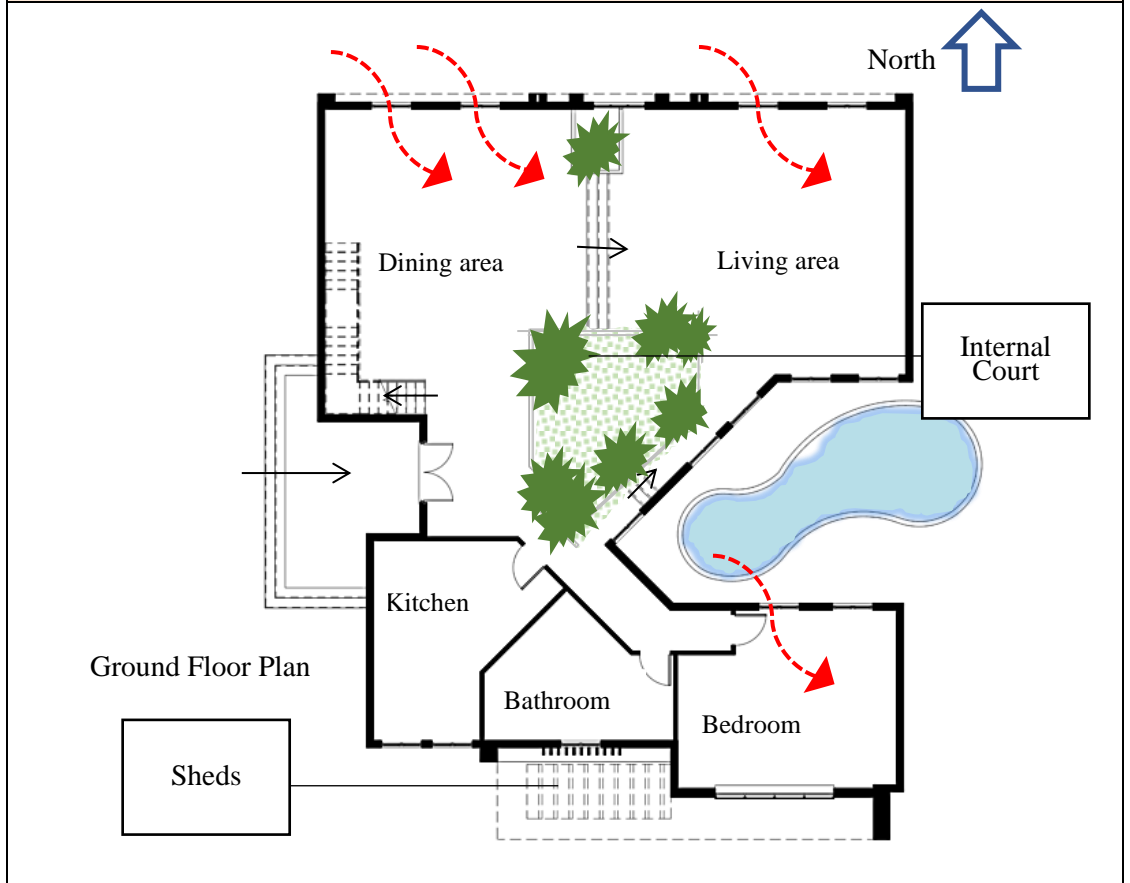 North
Dining area
Living area
Internal
Court
Kitchen
Ground Floor Plan
Bathroom
Bedroom
Sheds